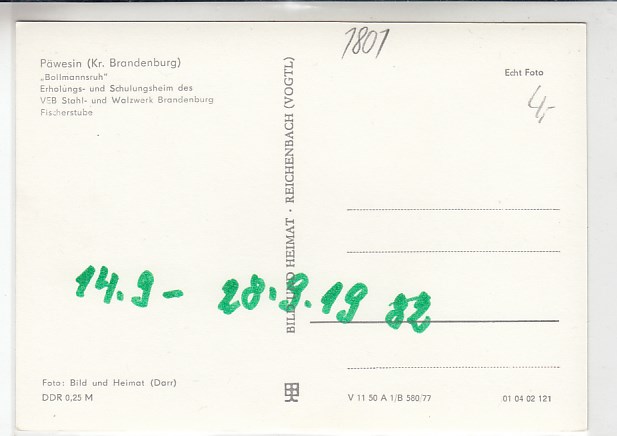 1801
Päwesin (Kr. Brandenburg)
„Bollmannsruh"
Erholungs- und Schulungsheim des
VEB Stahl- und Walzwerk Brandenburg
Fischerstube
Echt Foto
4,-
BILD UND HEIMAT · REICHENBACH (VOGTL)
14.9 - 28.9.19 82
Foto: Bild und Heimat (Darr)
DDR 0,25 M
V 11 50 A 1/B 580/77
01 04 02 121